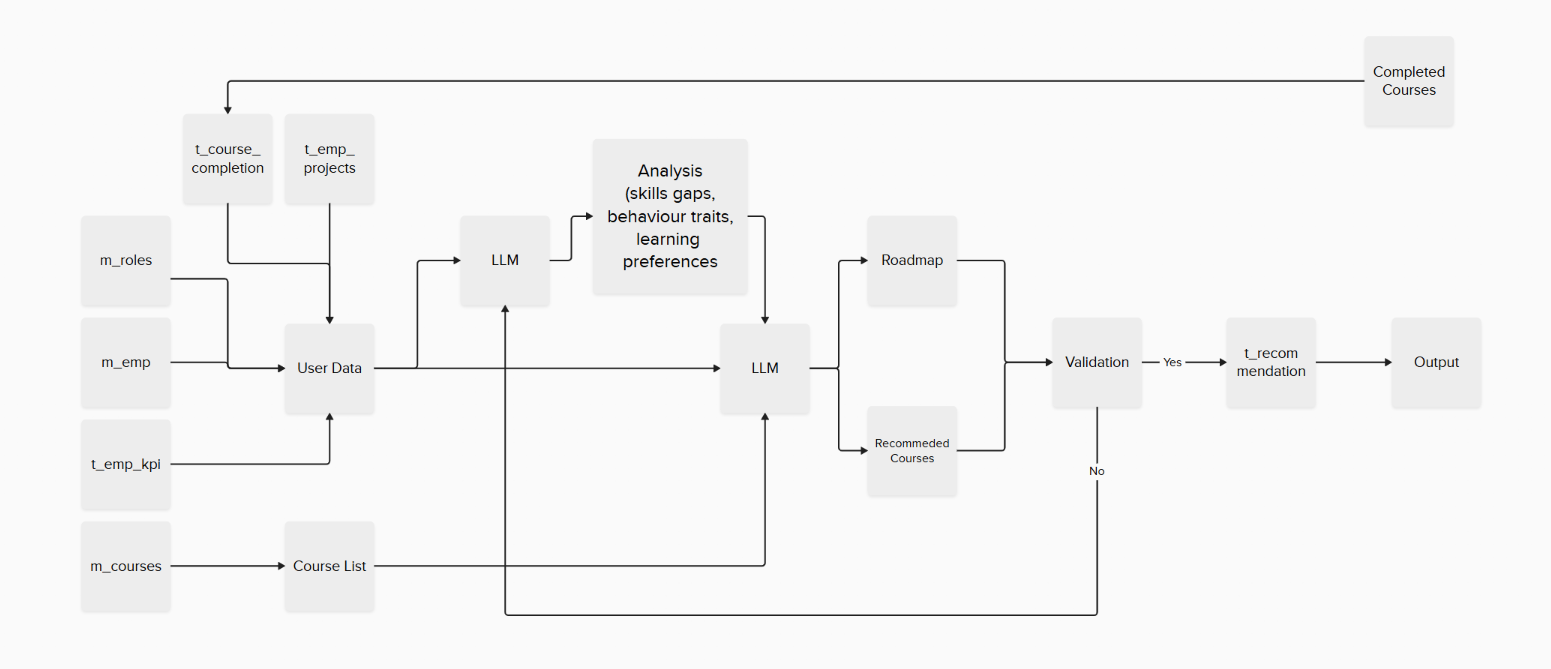 Completed
Courses
t_course_
completion
t_emp_
projects
Analysis
(skills gaps,
behaviour traits,
learning
preferences
m_roles
LLM
Roadmap
m_emp
User Data
LLM
Validation
Yes
t_recom
mendation
Output
t_emp_kpi
Recommeded
Courses
No
m_courses
Course List